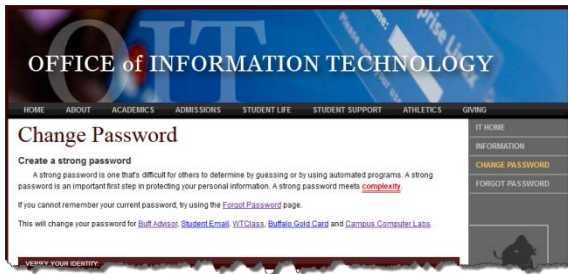 OIT
OFFICE of INFORMATION TECHNOLOGY
HOME ABOUT ACADEMICS ADMISSIONS STUDENT LIFE STUDENT SUPPORT ATHLETICS GIVING
Change Password
Create a strong password
A strong password is one that's difficult for others to determine by guessing or by using automated programs. A strong
password is an important first step in protecting your personal information. A strong password meets complexity.
If you cannot remember your current password, try using the Forgot Password page.
This will change your password for Buff Advisor, Student Email, WTClass, Buffalo Gold Card and Campus Computer Labs.
VERIFY YOUR IDENTITY:
IT HOME
INFORMATION
CHANGE PASSWORD
FORGOT PASSWORD